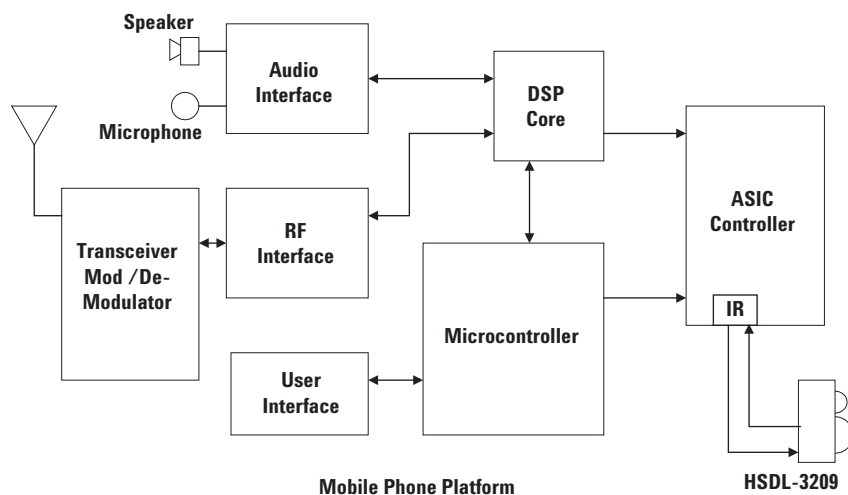 Speaker
Audio
Interface
Microphone
DSP
Core
ASIC
Controller
Transceiver
Mod /De-
Modulator
RF
Interface
IR
Microcontroller
User
Interface
HSDL-3209
Mobile Phone Platform